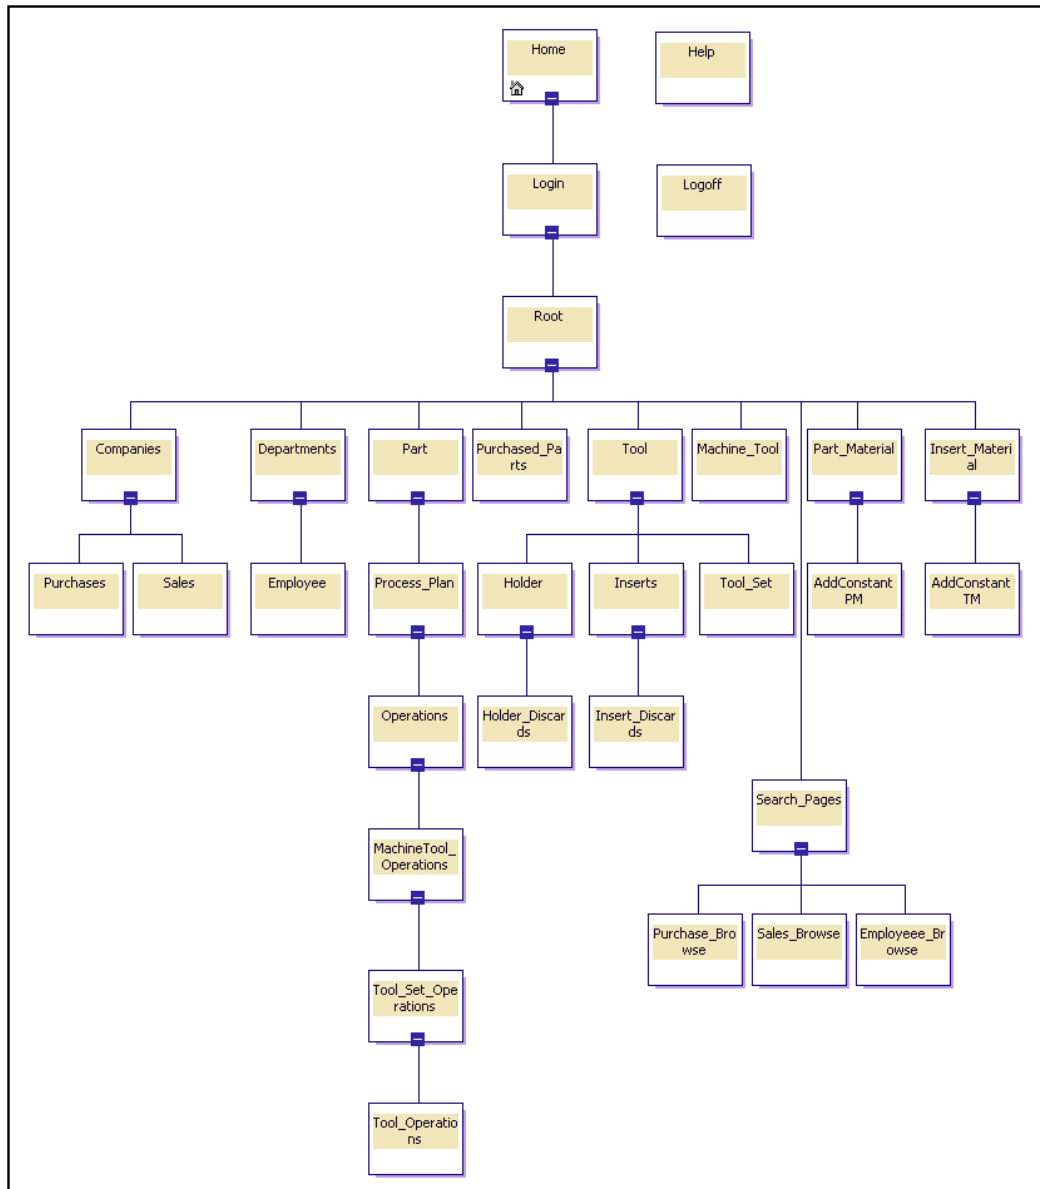 Home
Help
Login
Logoff
Root
Companies
Departments
Part
Purchased_Pa
rts
Tool
Machine_Tool
Part_Material
Insert_Materi
al
Purchases
Sales
Employee
Process_Plan
Holder
Inserts
Tool_Set
AddConstant
PM
AddConstant
TM
Operations
Holder_Discar
ds
Insert_Discar
ds
Search_Pages
MachineTool_
Operations
Purchase_Bro
wse
Sales_Browse
Employeee_Br
owse
Tool_Set_Ope
rations
Tool_Operatio
ns